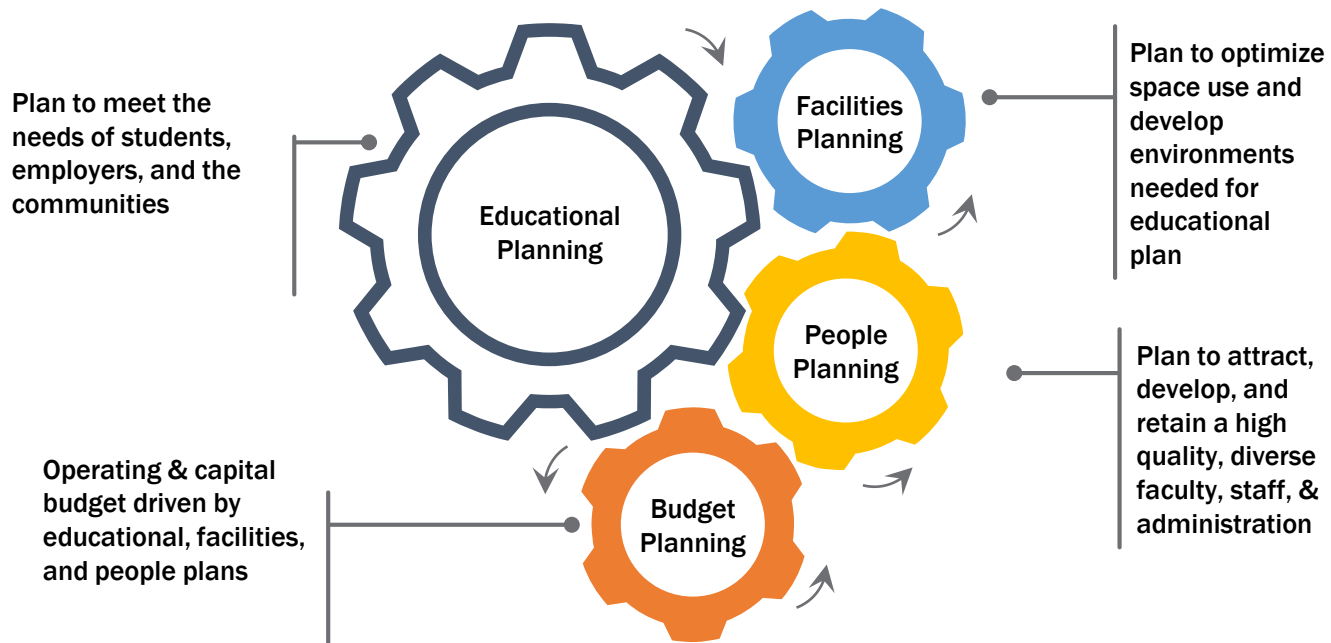 Plan to meet the
needs of students,
employers, and the
communities
Educational
Planning
Facilities
Planning
Plan to optimize
space use and
develop
environments
needed for
educational
plan
People
Planning
Plan to attract,
develop, and
retain a high
quality, diverse
faculty, staff, &
administration
Operating & capital
budget driven by
educational, facilities,
and people plans
Budget
Planning